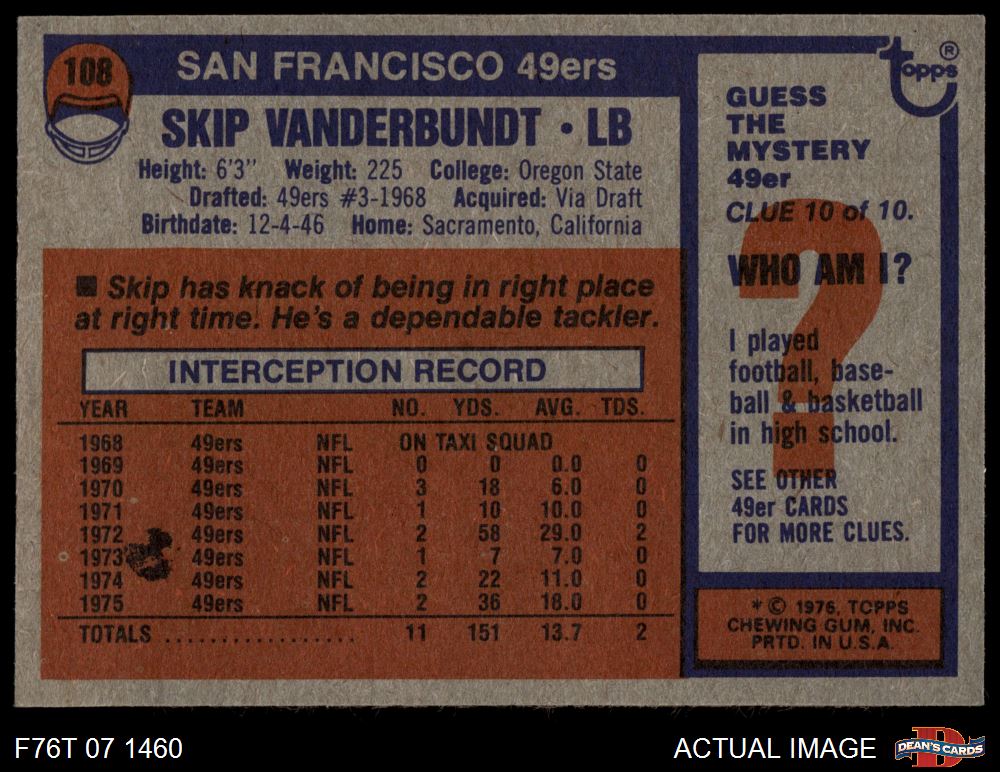 108
SAN FRANCISCO 49ers
SKIP VANDERBUNDT • LB
Height: 6'3" Weight: 225 College: Oregon State
Drafted: 49ers #3-1968 Acquired: Via Draft
Birthdate: 12-4-46 Home: Sacramento, California
■ Skip has knack of being in right place
at right time. He's a dependable tackler.
INTERCEPTION RECORD
YEAR TEAM NO. YDS. AVG. TDS.
1968 49ers NFL ON TAXI SQUAD
1969 49ers NFL 0 0 0.0 0
1970 49ers NFL 3 18 6.0 0
1971 49ers NFL 1 10 10.0 0
1972 49ers NFL 2 58 29.0 2
1973 49ers NFL 1 7 7.0 0
1974 49ers NFL 2 22 11.0 0
1975 49ers NFL 2 36 18.0 0
TOTALS .................. 11 151 13.7 2
topps®
GUESS
THE
MYSTERY
49er
CLUE 10 of 10.
?
WHO AM I?
I played
football, base-
ball & basketball
in high school.
SEE OTHER
49er CARDS
FOR MORE CLUES.
* © 1976, TOPPS
CHEWING GUM, INC.
PRTD. IN U.S.A.
F76T 07 1460
ACTUAL IMAGE
DEAN'S CARDS